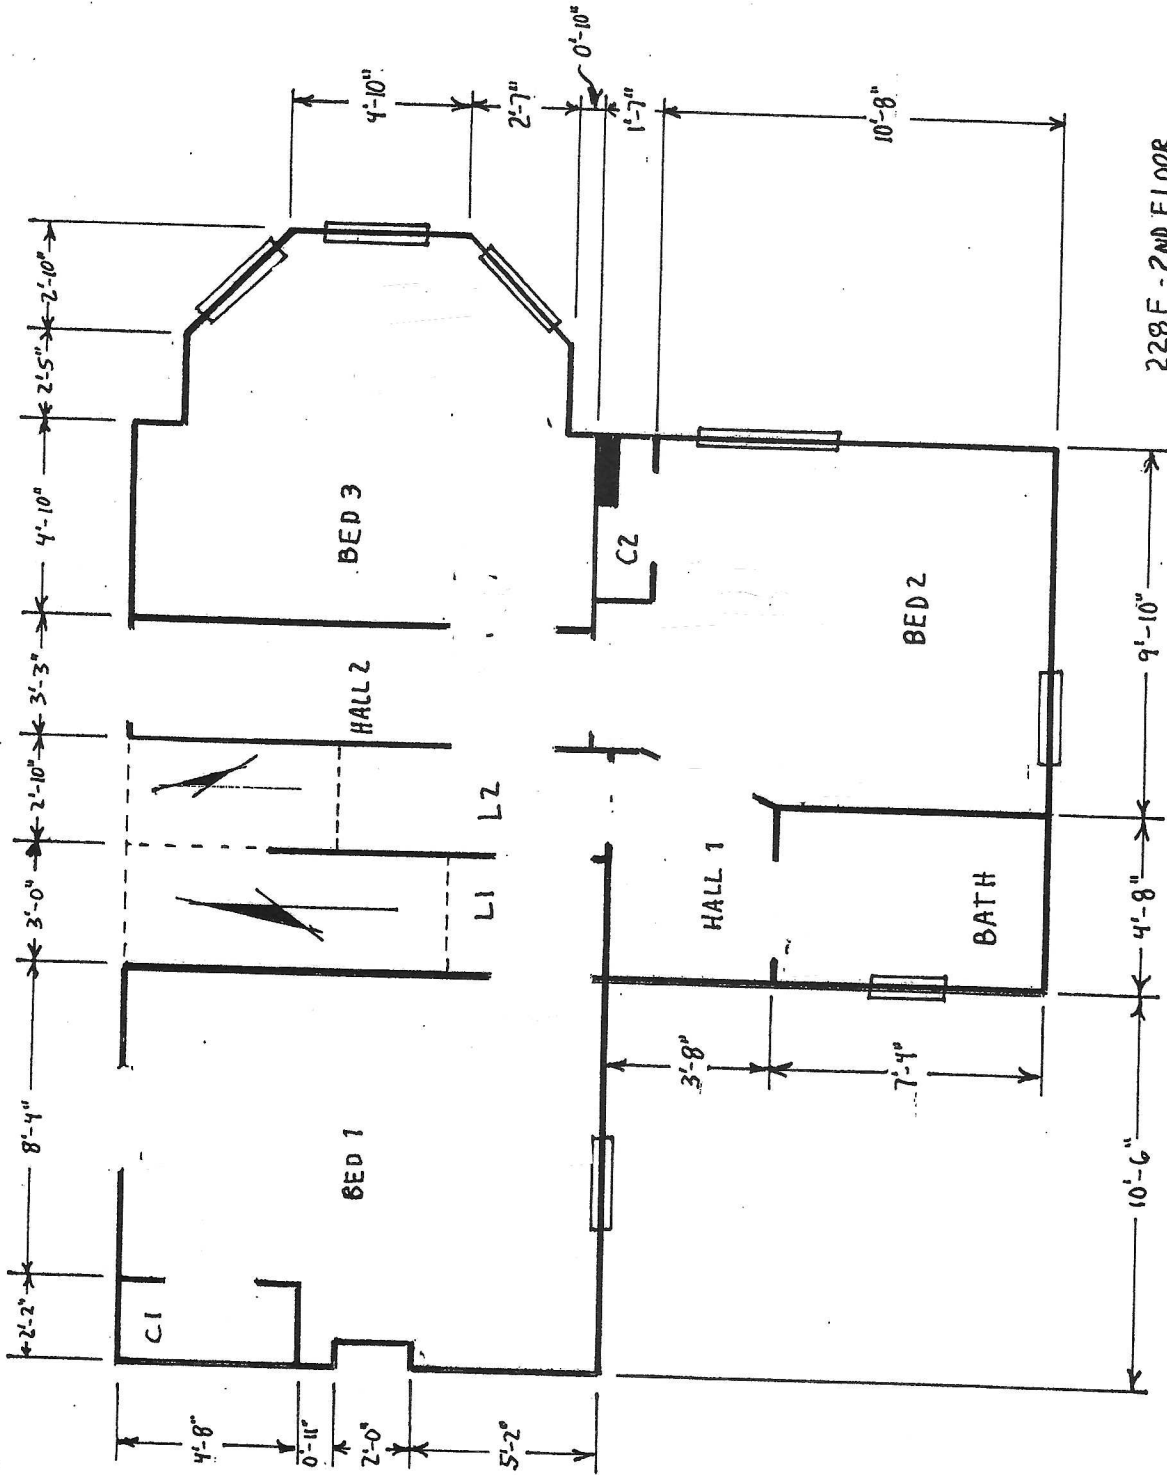 2'-2"
8'-4"
3'-0"
2'-10"
3'-3"
4'-10"
2'-5"
2'-10"
4'-8"
0'-11"
2'-0"
5'-2"
C1
BED 1
L1
L2
HALL 2
BED 3
4'-10"
2'-7"
0'-10"
1'-7"
10'-8"
C2
HALL 1
BED 2
BATH
3'-8"
7'-4"
10'-6"
4'-8"
9'-10"
228F - 2ND FLOOR